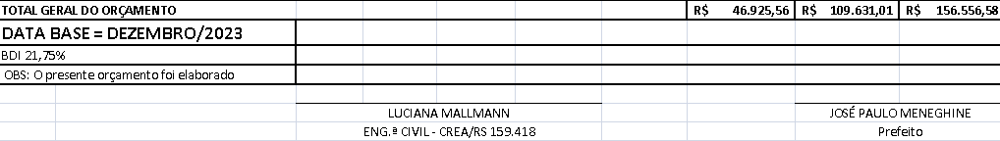 TOTAL GERAL DO ORÇAMENTO R$ 46.925,56 R$ 109.631,01 R$ 156.556,58
DATA BASE = DEZEMBRO/2023
BDI 21,75%
OBS: O presente orçamento foi elaborado
LUCIANA MALLMANN JOSÉ PAULO MENEGHINE
ENG.ª CIVIL - CREA/RS 159.418 Prefeito